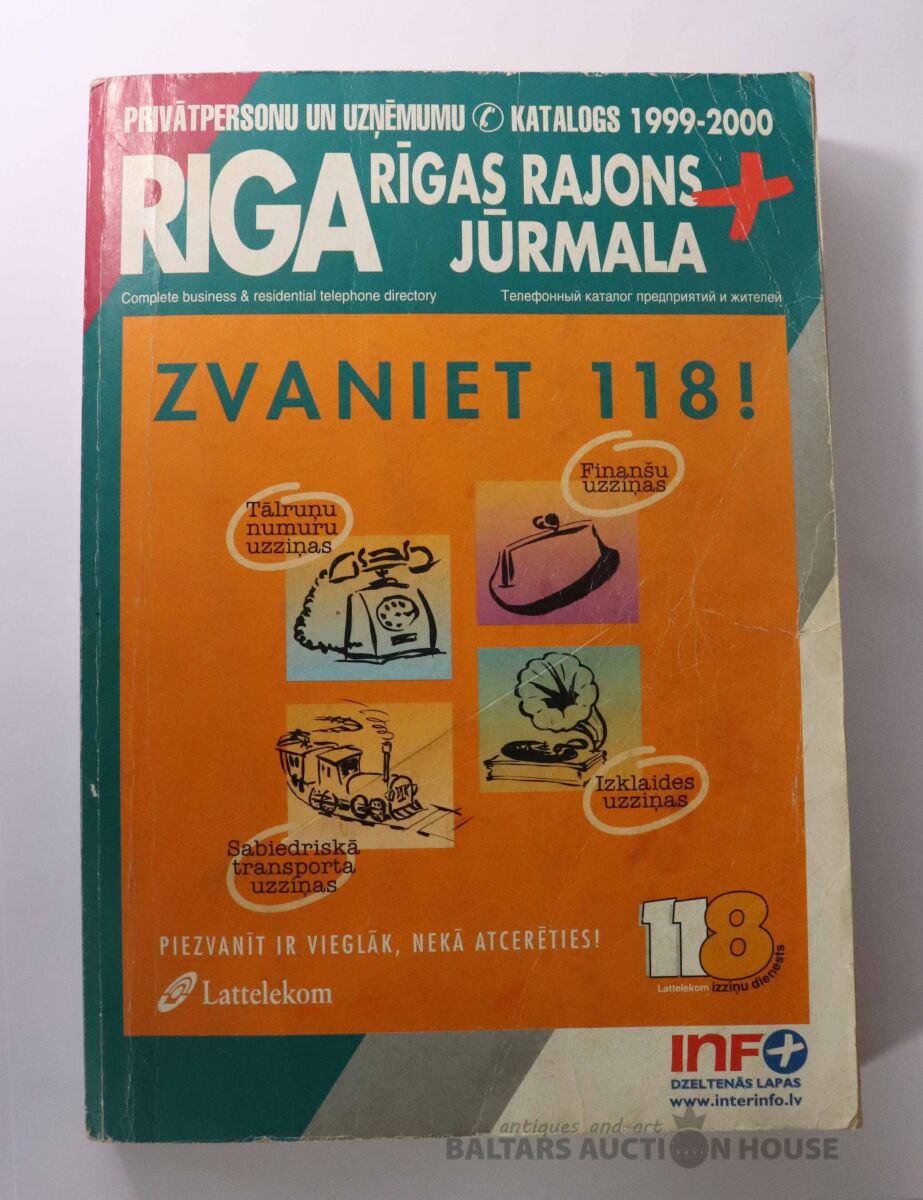 PRIVĀTPERSONU UN UZŅĒMUMU ✆ KATALOGS 1999-2000
RIGA RĪGAS RAJONS +
JŪRMALA
Complete business & residential telephone directory
Телефонный каталог предприятий и жителей
ZVANIET 118!
Finanšu
uzziņas
Tālruņu
numuru
uzziņas
Izklaides
uzziņas
Sabiedriskā
transporta
uzziņas
PIEZVANĪT IR VIEGLĀK, NEKĀ ATCERĒTIES!
118
Lattelekom izziņu dienests
Lattelekom
INFO+
DZELTENĀS LAPAS
www.interinfo.lv
antiques and art
BALTARS AUCTION HOUSE